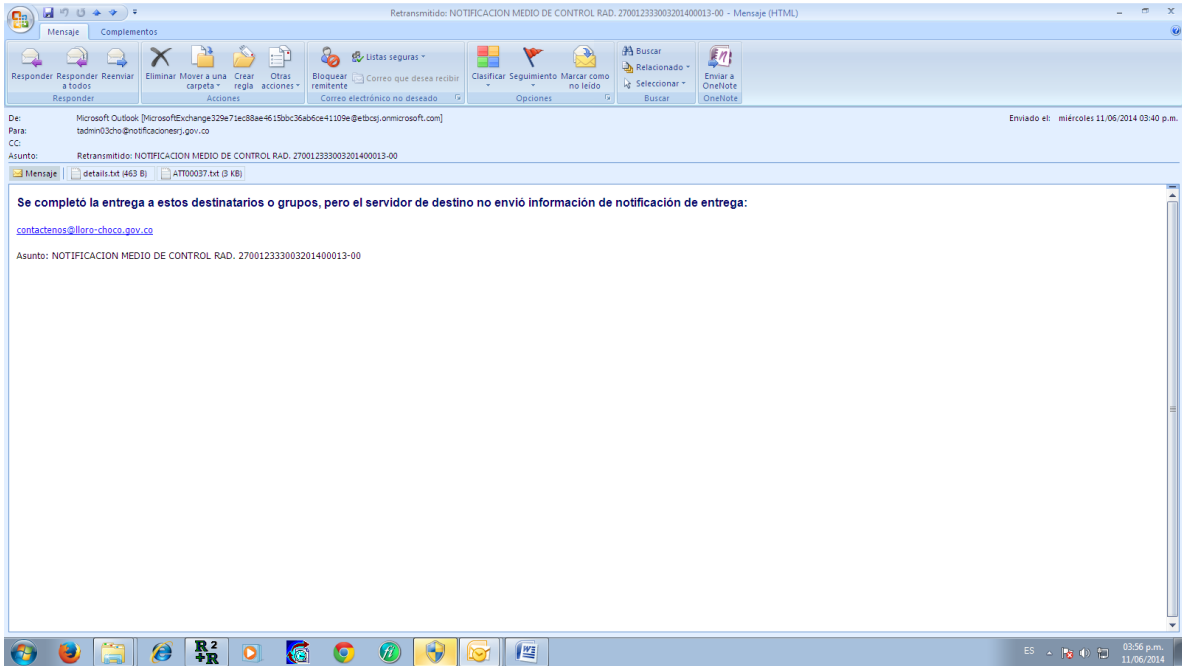 Retransmitido: NOTIFICACION MEDIO DE CONTROL RAD. 270012333003201400013-00 - Mensaje (HTML)
Mensaje Complementos
Responder Responder a todos Reenviar
Responder
Eliminar Mover a una carpeta Crear regla Otras acciones
Acciones
Bloquear remitente Listas seguras Correo que desea recibir
Correo electrónico no deseado
Clasificar Seguimiento Marcar como no leído
Opciones
Buscar
Relacionado
Seleccionar
Buscar
Enviar a OneNote
OneNote
De: Microsoft Outlook [MicrosoftExchange329e71ec88ae4615bbc36ab6ce41109e@etbcsj.onmicrosoft.com]
Enviado el: miércoles 11/06/2014 03:40 p.m.
Para: tadmin03cho@notificacionesrj.gov.co
CC:
Asunto: Retransmitido: NOTIFICACION MEDIO DE CONTROL RAD. 270012333003201400013-00
Mensaje details.txt (463 B) ATT00037.txt (3 KB)
Se completó la entrega a estos destinatarios o grupos, pero el servidor de destino no envió información de notificación de entrega:
contactenos@lloro-choco.gov.co
Asunto: NOTIFICACION MEDIO DE CONTROL RAD. 270012333003201400013-00
ES 03:56 p.m.
11/06/2014